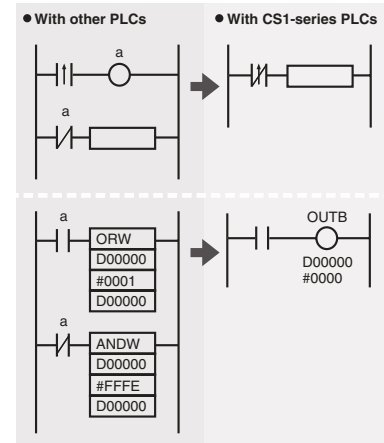 ● With other PLCs
● With CS1-series PLCs
a
a
a
ORW
D00000
#0001
D00000
a
ANDW
D00000
#FFFE
D00000
OUTB
D00000
#0000